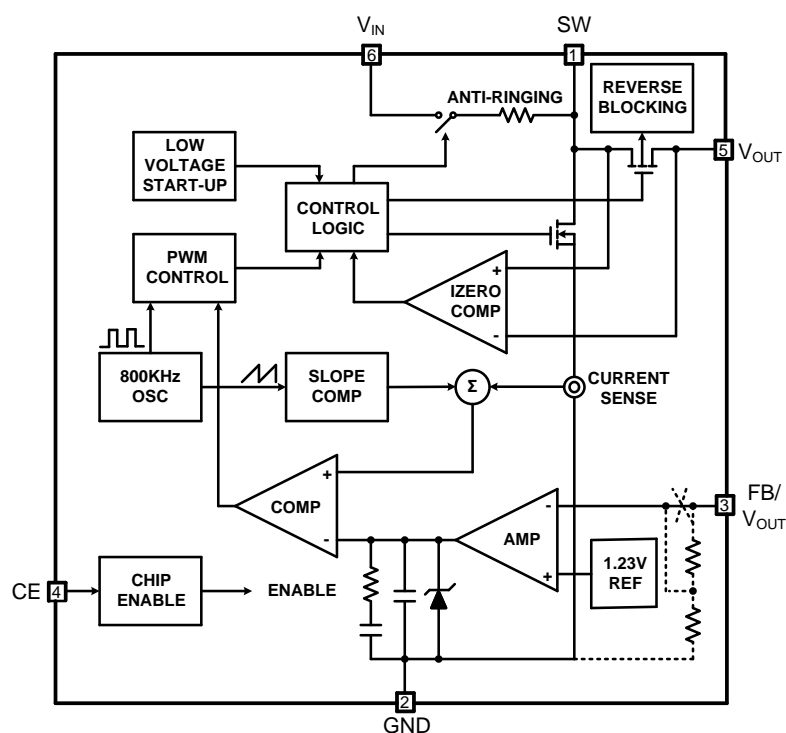 VIN
SW
6
1
ANTI-RINGING
REVERSE
BLOCKING
LOW
VOLTAGE
START-UP
5
VOUT
CONTROL
LOGIC
PWM
CONTROL
+
IZERO
COMP
-
800KHz
OSC
SLOPE
COMP
Σ
CURRENT
SENSE
+
COMP
-
-
AMP
+
1.23V
REF
3
FB/
VOUT
CE
4
CHIP
ENABLE
ENABLE
2
GND